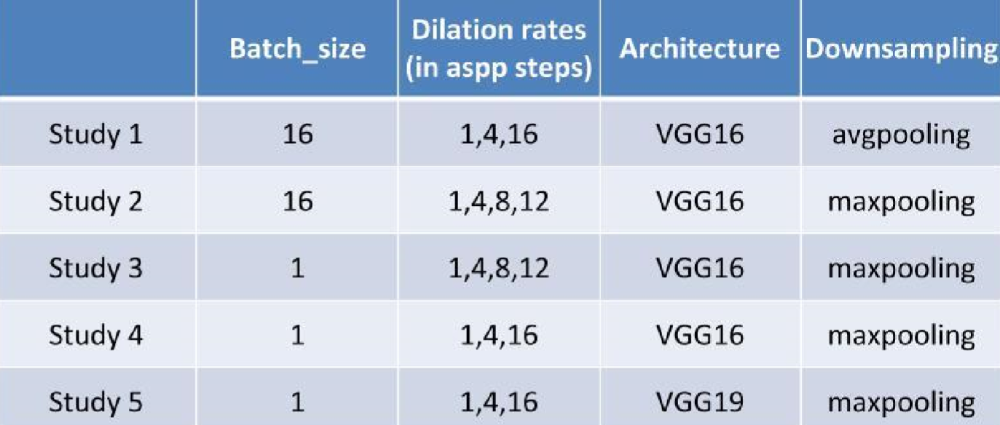 Batch_size Dilation rates (in aspp steps) Architecture Downsampling
Study 1 16 1,4,16 VGG16 avgpooling
Study 2 16 1,4,8,12 VGG16 maxpooling
Study 3 1 1,4,8,12 VGG16 maxpooling
Study 4 1 1,4,16 VGG16 maxpooling
Study 5 1 1,4,16 VGG19 maxpooling